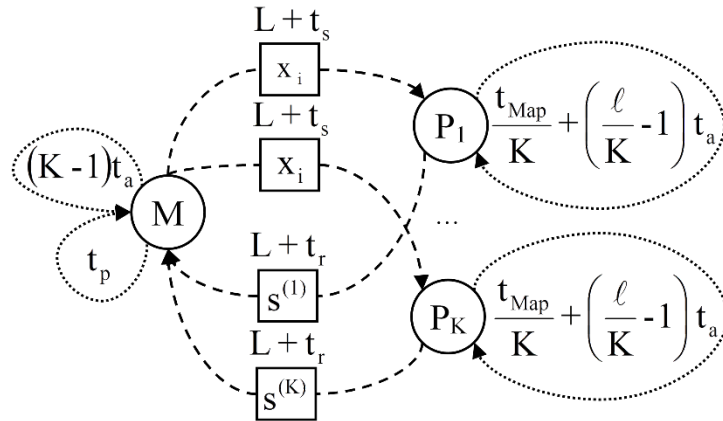 L + t_s
x_i
L + t_s
x_i
P_1
t_Map/K + (ℓ/K - 1) t_a
(K - 1)t_a
M
t_p
...
L + t_r
s^(1)
L + t_r
s^(K)
P_K
t_Map/K + (ℓ/K - 1) t_a